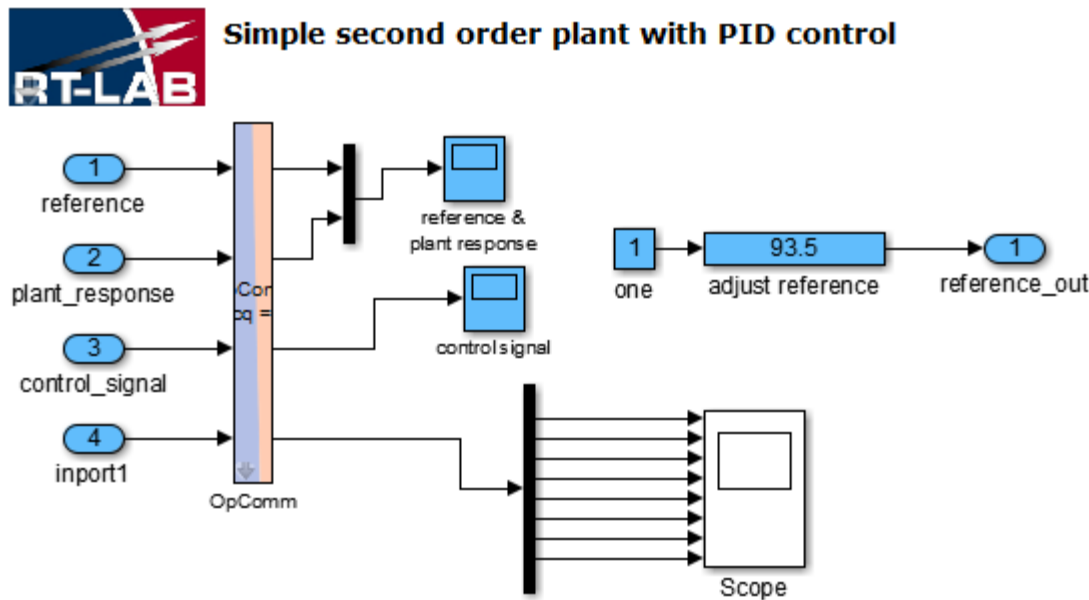 RT-LAB
Simple second order plant with PID control
1
reference
2
plant_response
3
control_signal
4
inport1
OpComm
reference &
plant response
control signal
1
one
93.5
adjust reference
1
reference_out
Scope